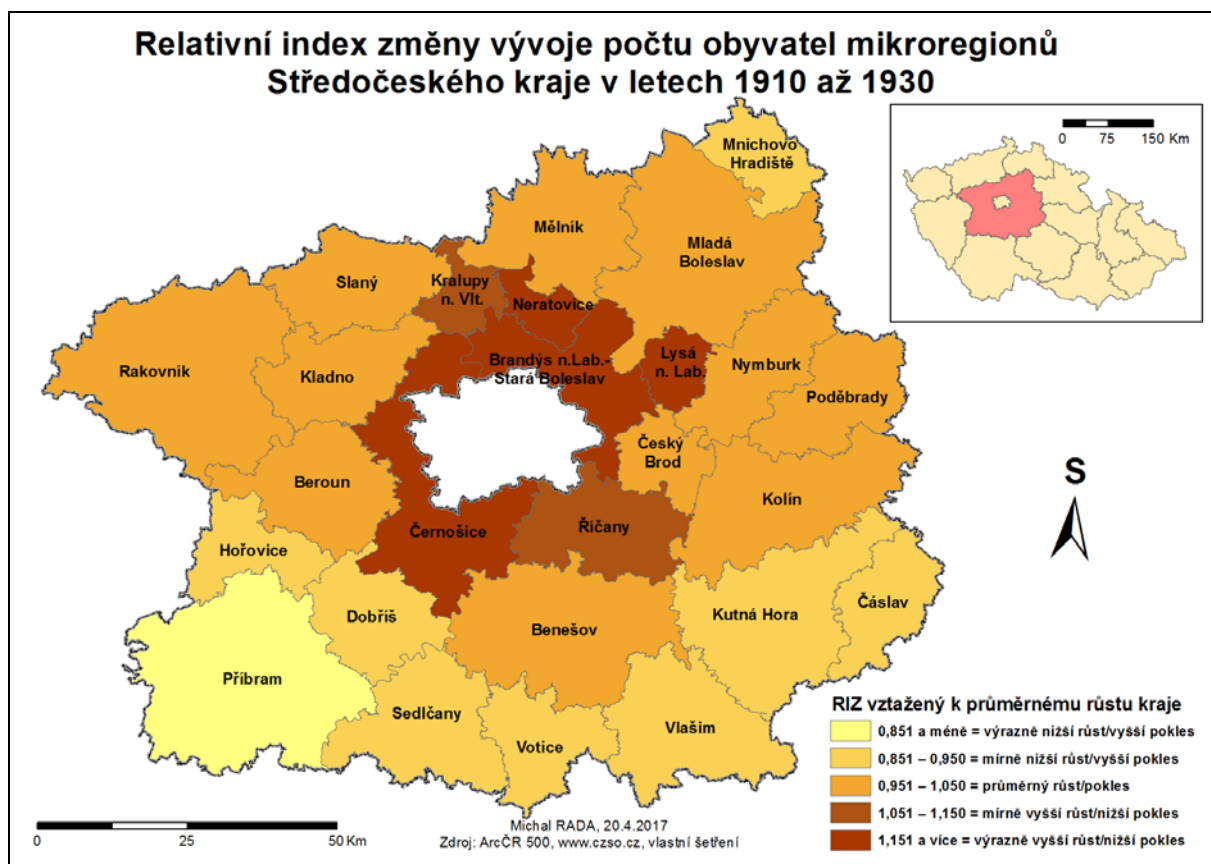 Relativní index změny vývoje počtu obyvatel mikroregionů
Středočeského kraje v letech 1910 až 1930
0 75 150 Km
Mnichovo
Hradiště
Mělník
Mladá
Boleslav
Slaný
Kralupy
n. Vlt.
Neratovice
Rakovník
Kladno
Brandýs n.Lab.-
Stará Boleslav
Lysá
n. Lab.
Nymburk
Poděbrady
Český
Brod
Beroun
Kolín
S
Černošice
Říčany
Hořovice
Dobříš
Benešov
Kutná Hora
Čáslav
Příbram
Sedlčany
Votice
Vlašim
RIZ vztažený k průměrnému růstu kraje
0,851 a méně = výrazně nižší růst/vyšší pokles
0,851 – 0,950 = mírně nižší růst/vyšší pokles
0,951 – 1,050 = průměrný růst/pokles
1,051 – 1,150 = mírně vyšší růst/nižší pokles
1,151 a více = výrazně vyšší růst/nižší pokles
0 25 50 Km
Michal RADA, 20.4.2017
Zdroj: ArcČR 500, www.czso.cz, vlastní šetření